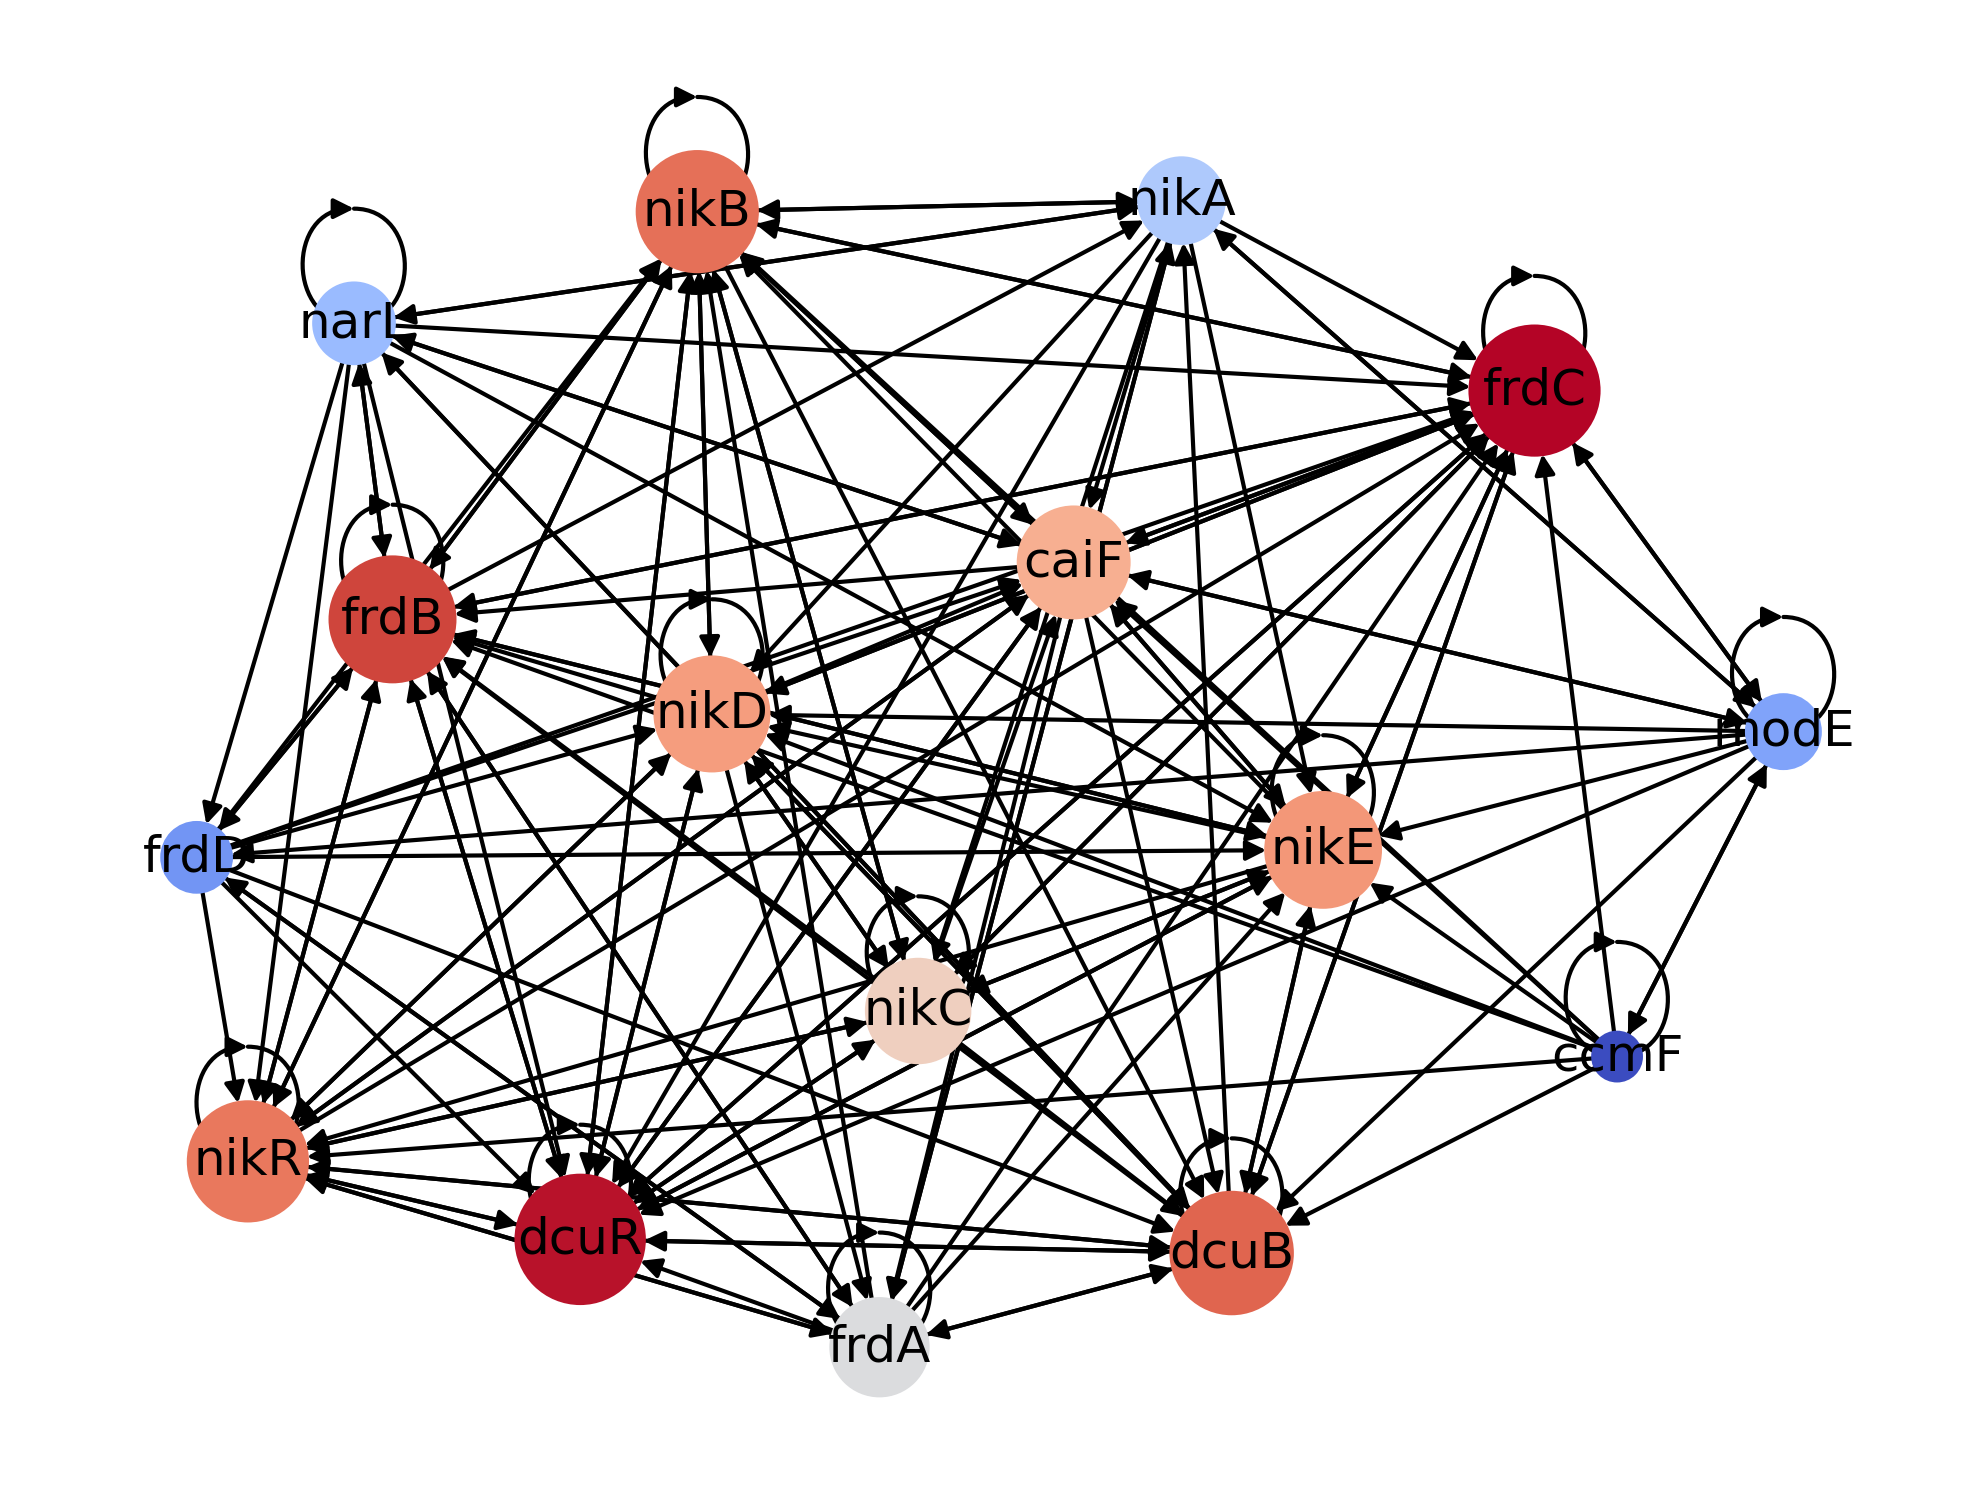 nikB
nikA
narL
frdC
caiF
frdB
nikD
modE
nikE
frdD
nikC
ccmF
nikR
dcuR
dcuB
frdA